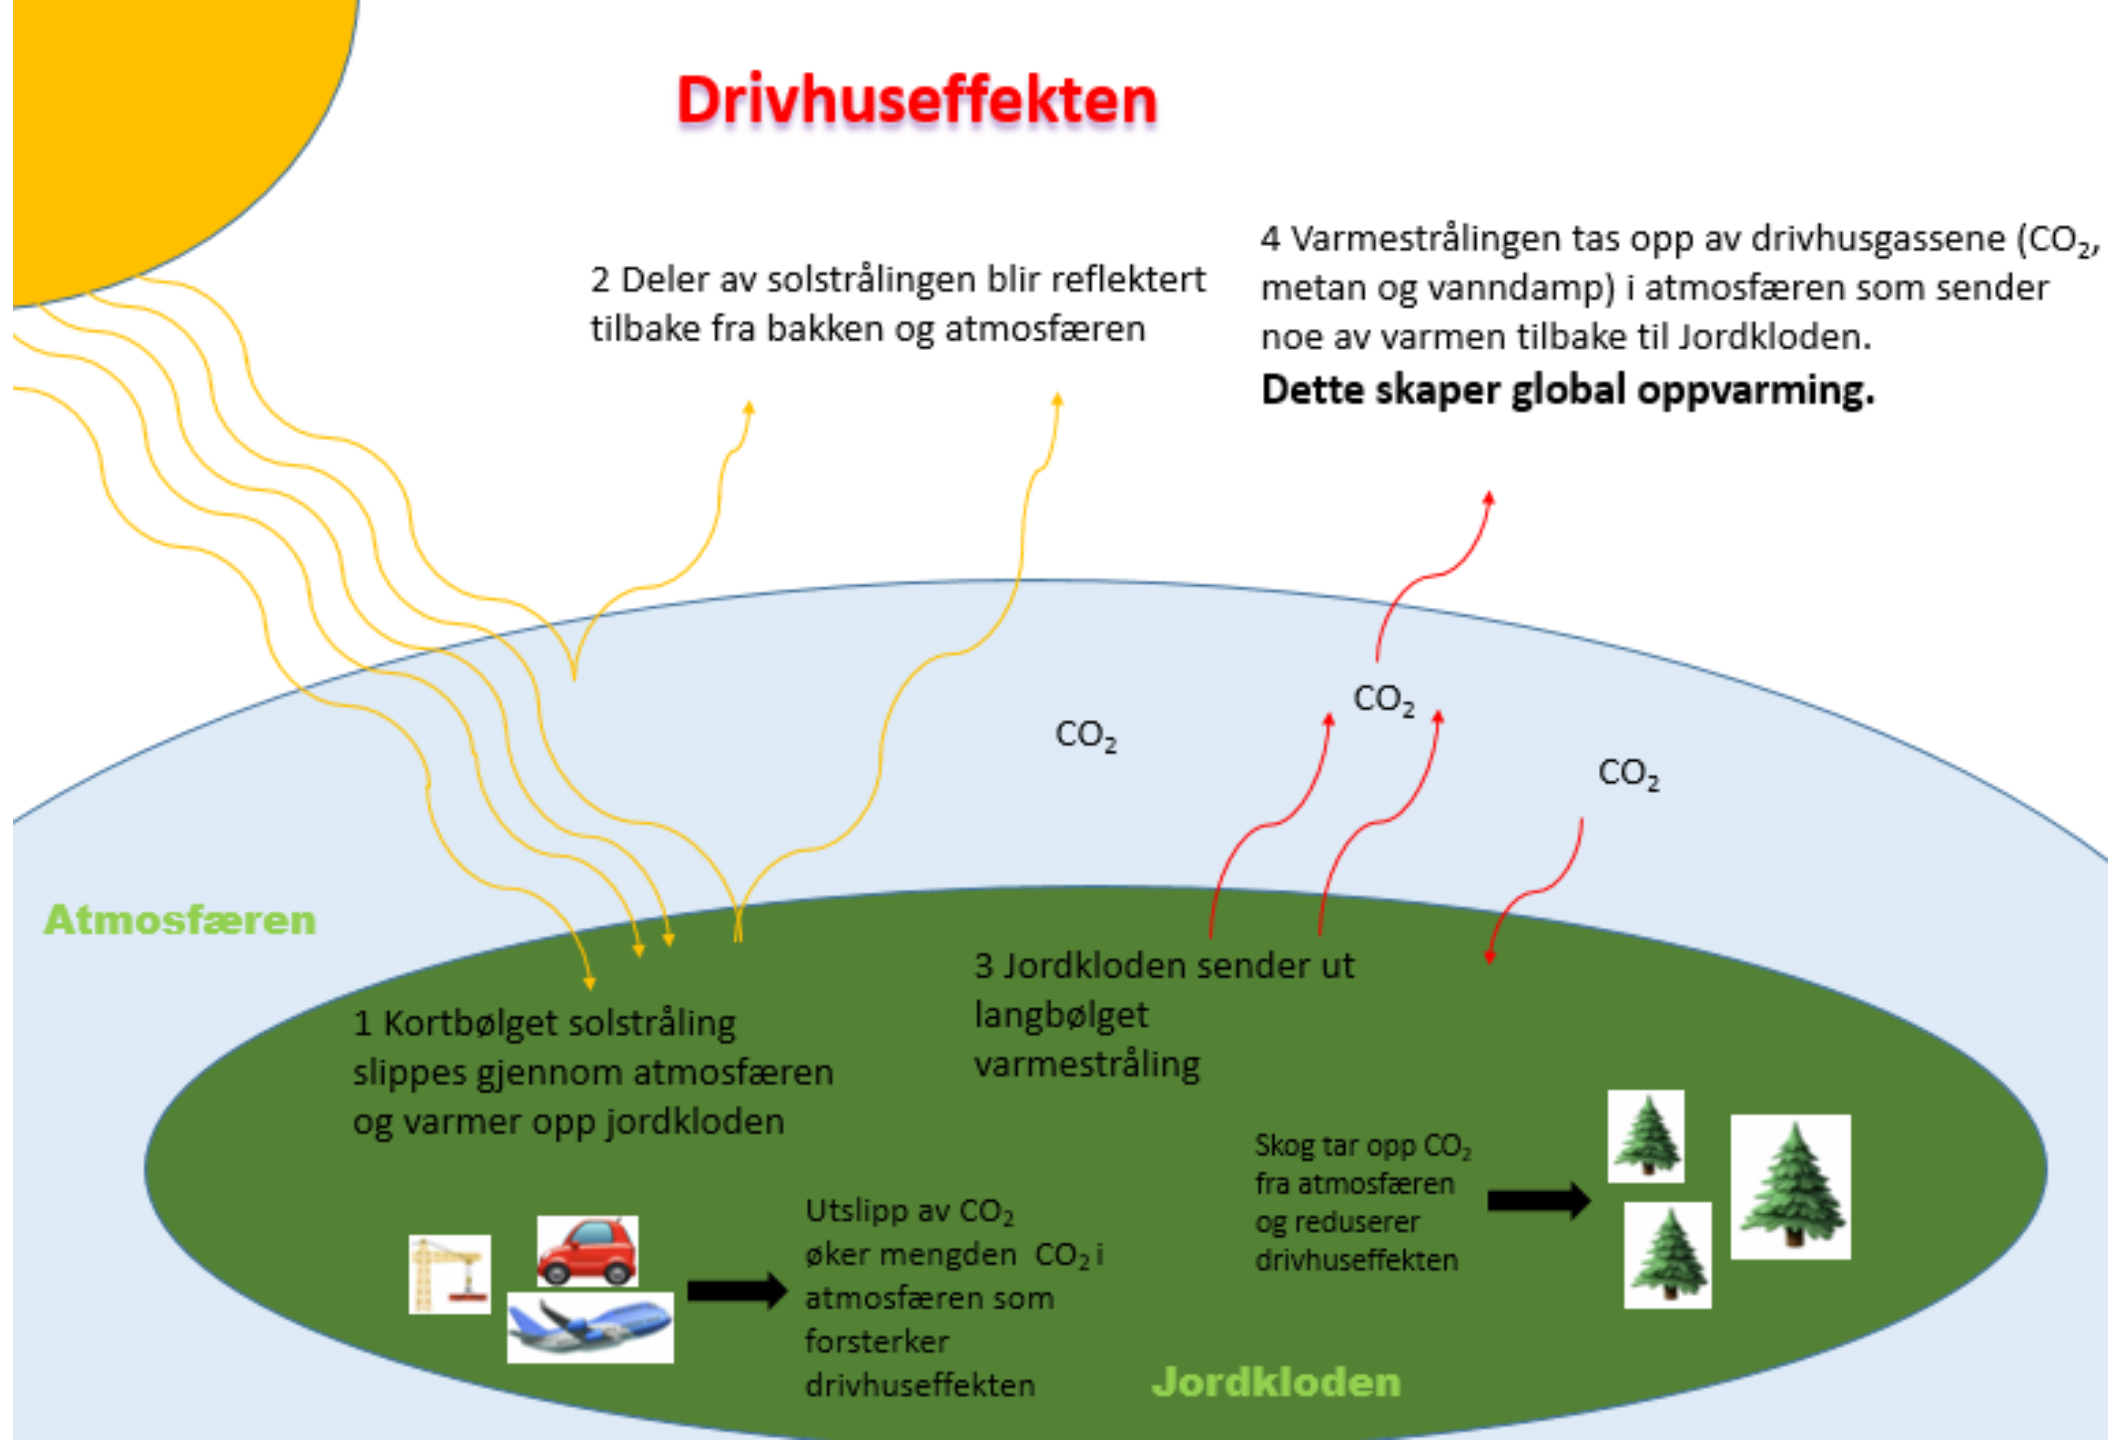 Drivhuseffekten
2 Deler av solstrålingen blir reflektert
tilbake fra bakken og atmosfæren
4 Varmestrålingen tas opp av drivhusgassene (CO₂,
metan og vanndamp) i atmosfæren som sender
noe av varmen tilbake til Jordkloden.
Dette skaper global oppvarming.
CO₂
CO₂
CO₂
Atmosfæren
1 Kortbølget solstråling
slippes gjennom atmosfæren
og varmer opp jordkloden
3 Jordkloden sender ut
langbølget
varmestråling
Utslipp av CO₂
øker mengden CO₂ i
atmosfæren som
forsterker
drivhuseffekten
Skog tar opp CO₂
fra atmosfæren
og reduserer
drivhuseffekten
Jordkloden